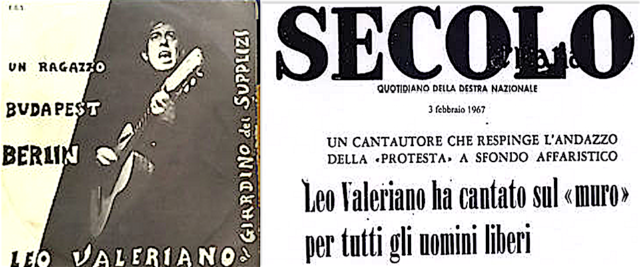 E.G.S.
UN RAGAZZO
BUDAPEST
BERLIN
LEO VALERIANO
al GIARDINO dei SUPPLIZI
SECOLO
QUOTIDIANO DELLA DESTRA NAZIONALE
3 febbraio 1967
UN CANTAUTORE CHE RESPINGE L'ANDAZZO
DELLA «PROTESTA» A SFONDO AFFARISTICO
Leo Valeriano ha cantato sul «muro»
per tutti gli uomini liberi